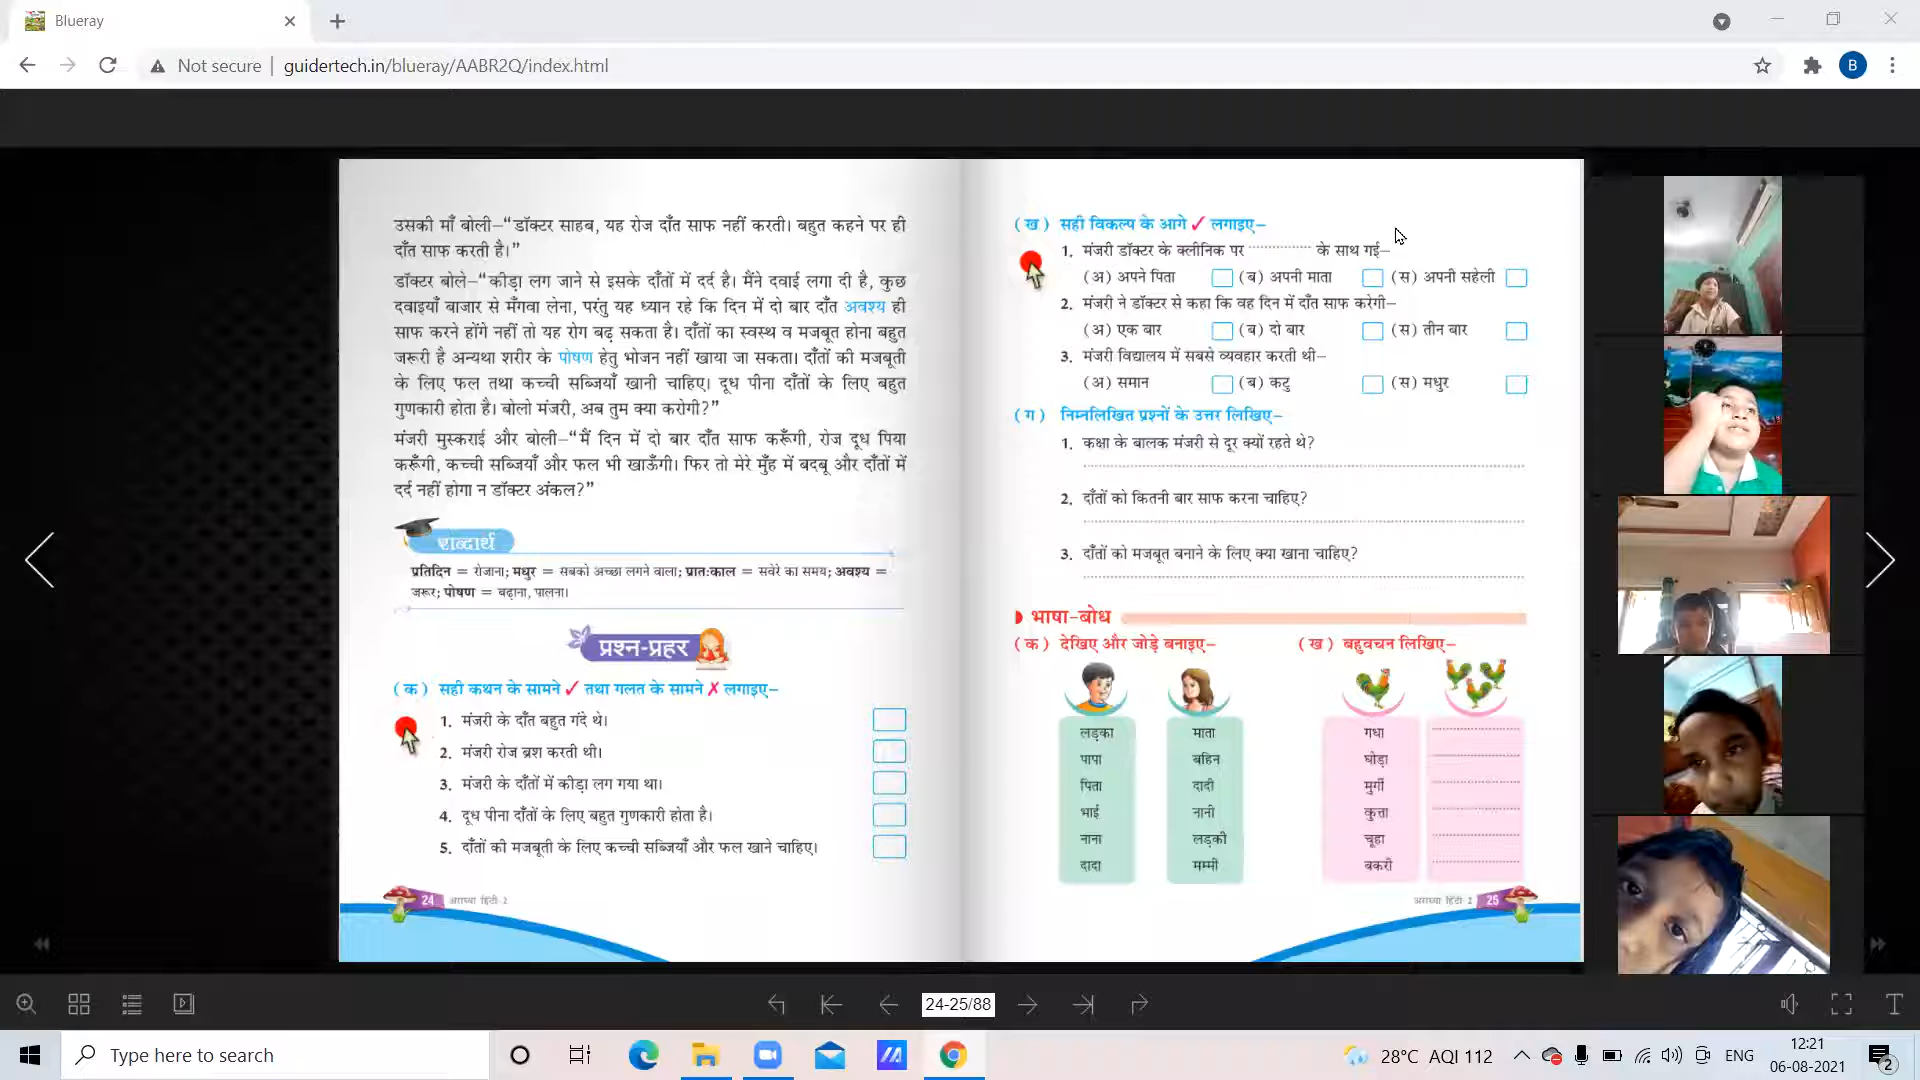 Blueray
Not secure
guidertech.in/blueray/AABR2Q/index.html
B
उसकी माँ बोली–“डॉक्टर साहब, यह रोज दाँत साफ नहीं करती। बहुत कहने पर ही
दाँत साफ करती है।”
डॉक्टर बोले–“कीड़ा लग जाने से इसके दाँतों में दर्द है। मैंने दवाई लगा दी है, कुछ
दवाइयाँ बाजार से मँगवा लेना, परंतु यह ध्यान रहे कि दिन में दो बार दाँत अवश्य ही
साफ करने होंगे नहीं तो यह रोग बढ़ सकता है। दाँतों का स्वस्थ व मजबूत होना बहुत
जरूरी है अन्यथा शरीर के पोषण हेतु भोजन नहीं खाया जा सकता। दाँतों की मजबूती
के लिए फल तथा कच्ची सब्जियाँ खानी चाहिए। दूध पीना दाँतों के लिए बहुत
गुणकारी होता है। बोलो मंजरी, अब तुम क्या करोगी?”
मंजरी मुस्कराई और बोली–“मैं दिन में दो बार दाँत साफ करूँगी, रोज दूध पिया
करूँगी, कच्ची सब्जियाँ और फल भी खाऊँगी। फिर तो मेरे मुँह में बदबू और दाँतों में
दर्द नहीं होगा न डॉक्टर अंकल?”
शब्दार्थ
प्रतिदिन = रोजाना; मधुर = सबको अच्छा लगने वाला; प्रातःकाल = सवेरे का समय; अवश्य =
जरूर; पोषण = बढ़ाना, पालना।
प्रश्न-प्रहर
(क) सही कथन के सामने ✓ तथा गलत के सामने ✗ लगाइए–
1. मंजरी के दाँत बहुत गंदे थे।
2. मंजरी रोज ब्रश करती थी।
3. मंजरी के दाँतों में कीड़ा लग गया था।
4. दूध पीना दाँतों के लिए बहुत गुणकारी होता है।
5. दाँतों की मजबूती के लिए कच्ची सब्जियाँ और फल खाने चाहिए।
24 अराध्या हिंदी-2
(ख) सही विकल्प के आगे ✓ लगाइए–
1. मंजरी डॉक्टर के क्लीनिक पर ............... के साथ गई–
(अ) अपने पिता (ब) अपनी माता (स) अपनी सहेली
2. मंजरी ने डॉक्टर से कहा कि वह दिन में दाँत साफ करेगी–
(अ) एक बार (ब) दो बार (स) तीन बार
3. मंजरी विद्यालय में सबसे व्यवहार करती थी–
(अ) समान (ब) कटु (स) मधुर
(ग) निम्नलिखित प्रश्नों के उत्तर लिखिए–
1. कक्षा के बालक मंजरी से दूर क्यों रहते थे?
2. दाँतों को कितनी बार साफ करना चाहिए?
3. दाँतों को मजबूत बनाने के लिए क्या खाना चाहिए?
भाषा-बोध
(क) देखिए और जोड़े बनाइए– (ख) बहुवचन लिखिए–
लड़का माता गधा
पापा बहिन घोड़ा
पिता दादी मुर्गी
भाई नानी कुत्ता
नाना लड़की चूहा
दादा मम्मी बकरी
अराध्या हिंदी-2 25
24-25/88
Type here to search
28°C AQI 112
ENG
12:21
06-08-2021
2